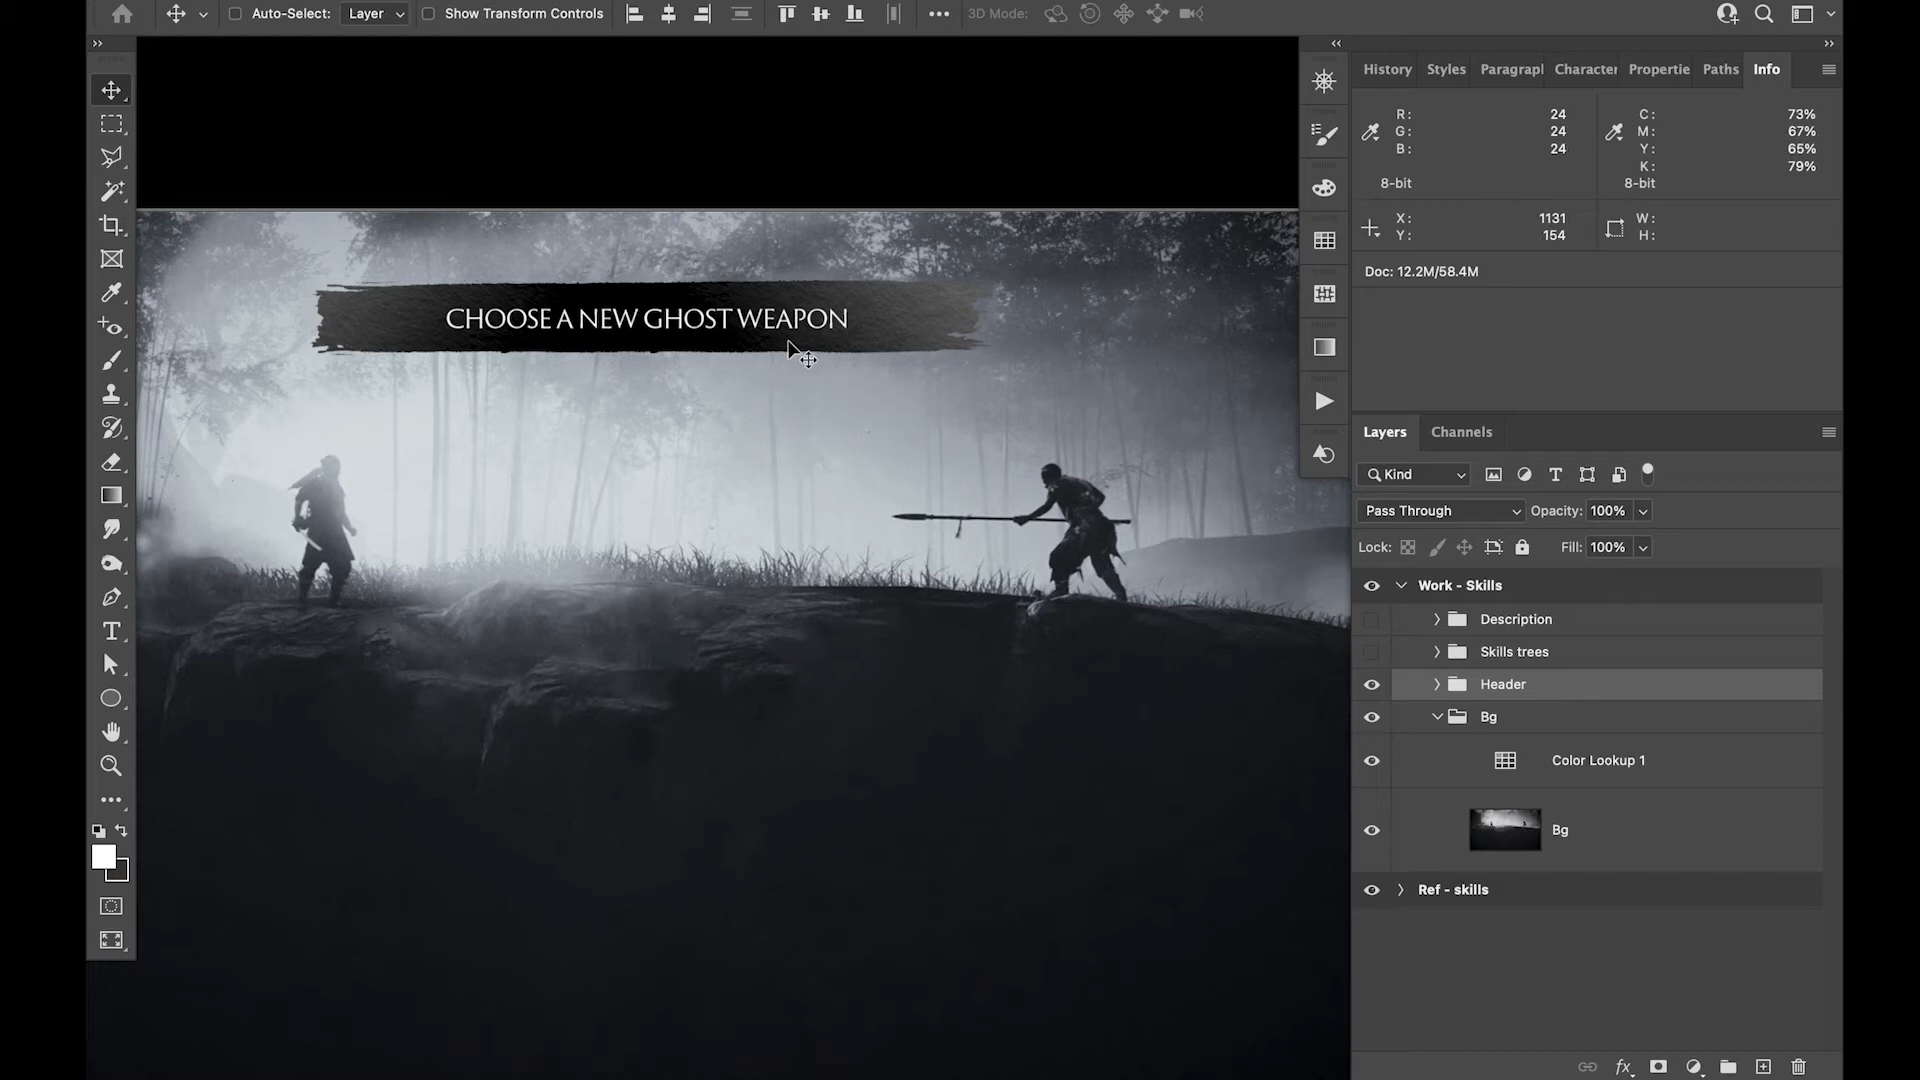 Auto-Select: Layer Show Transform Controls 3D Mode:
History Styles Paragrapl Character Propertie Paths Info
R: 24 C: 73%
G: 24 M: 67%
B: 24 Y: 65%
K: 79%
8-bit 8-bit
X: 1131 W:
Y: 154 H:
Doc: 12.2M/58.4M
CHOOSE A NEW GHOST WEAPON
Layers Channels
Kind
Pass Through Opacity: 100%
Lock: Fill: 100%
Work - Skills
Description
Skills trees
Header
Bg
Color Lookup 1
Bg
Ref - skills
fx